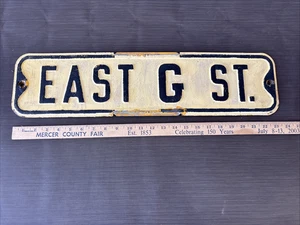 EAST G ST.
MERCER COUNTY FAIR Est. 1853 Celebrating 150 Years July 8-13, 2003